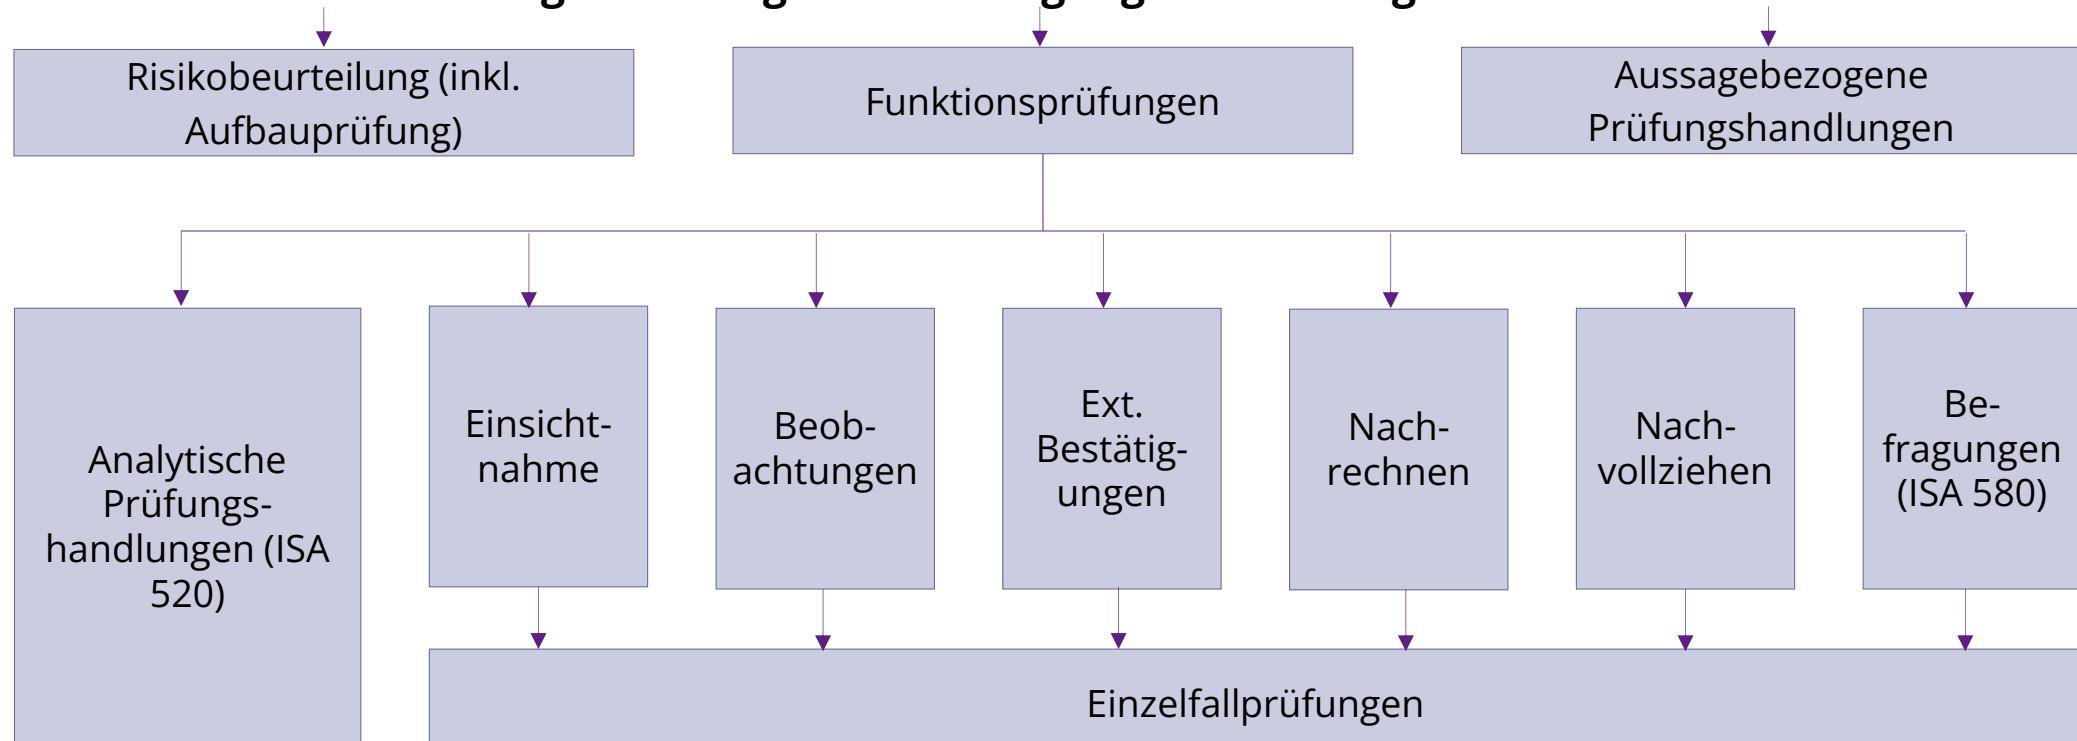 Risikobeurteilung (inkl.
Aufbauprüfung)
Funktionsprüfungen
Aussagebezogene
Prüfungshandlungen
Analytische
Prüfungs-
handlungen (ISA
520)
Einsicht-
nahme
Beob-
achtungen
Ext.
Bestätig-
ungen
Nach-
rechnen
Nach-
vollziehen
Be-
fragungen
(ISA 580)
Einzelfallprüfungen